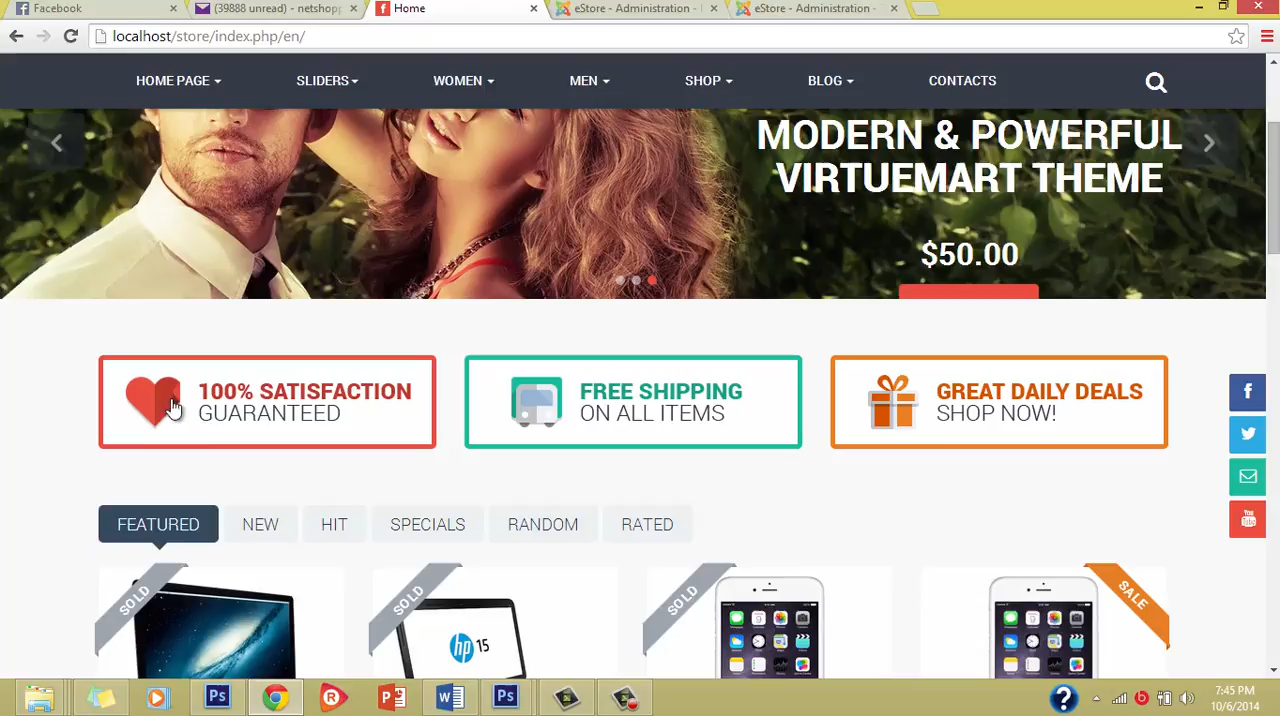 Facebook
(39888 unread) - netshopp
Home
eStore - Administration -
eStore - Administration -
localhost/store/index.php/en/
HOME PAGE
SLIDERS
WOMEN
MEN
SHOP
BLOG
CONTACTS
MODERN & POWERFUL
VIRTUEMART THEME
$50.00
100% SATISFACTION
GUARANTEED
FREE SHIPPING
ON ALL ITEMS
GREAT DAILY DEALS
SHOP NOW!
FEATURED
NEW
HIT
SPECIALS
RANDOM
RATED
SOLD
SOLD
SOLD
SALE
hp 15
7:45 PM
10/6/2014